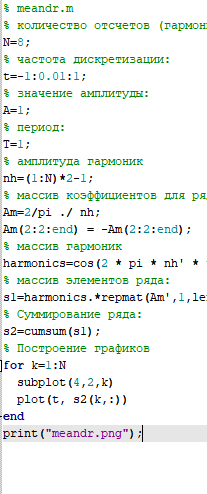 % meandr.m
% количество отсчетов (гармони
N=8;
% частота дискретизации:
t=-1:0.01:1;
% значение амплитуды:
A=1;
% период:
T=1;
% амплитуда гармоник
nh=(1:N)*2-1;
% массив коэффициентов для ря
Am=2/pi ./ nh;
Am(2:2:end) = -Am(2:2:end);
% массив гармоник
harmonics=cos(2 * pi * nh' *
% массив элементов ряда:
s1=harmonics.*repmat(Am',1,le
% Суммирование ряда:
s2=cumsum(s1);
% Построение графиков
for k=1:N
subplot(4,2,k)
plot(t, s2(k,:))
end
print("meandr.png");